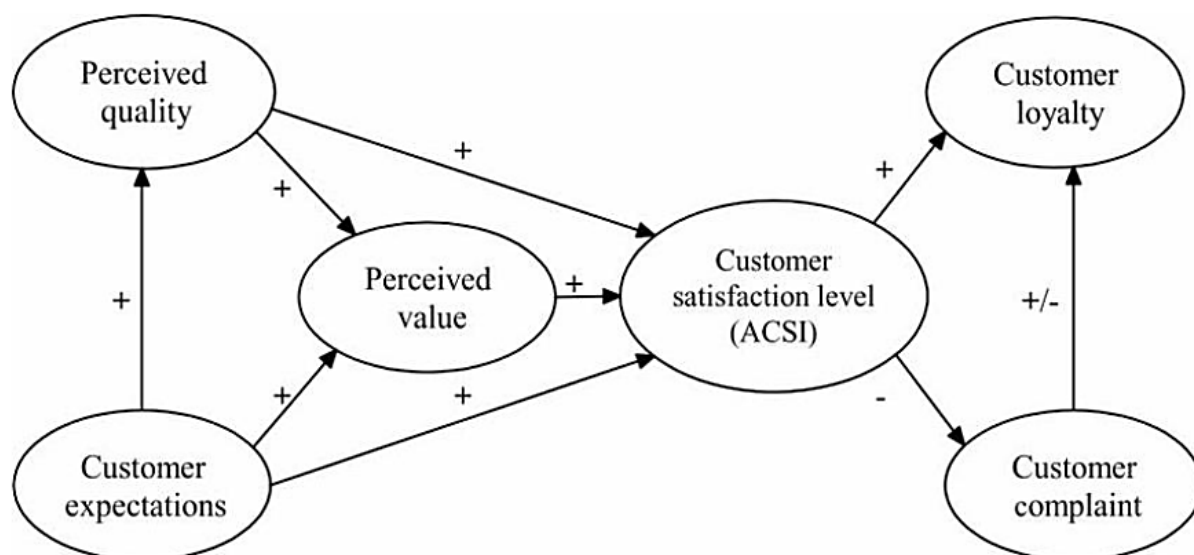 Perceived
quality
Customer
loyalty
+
+
+
Perceived
value
+
Customer
satisfaction level
(ACSI)
+
+/-
+
+
-
Customer
expectations
Customer
complaint